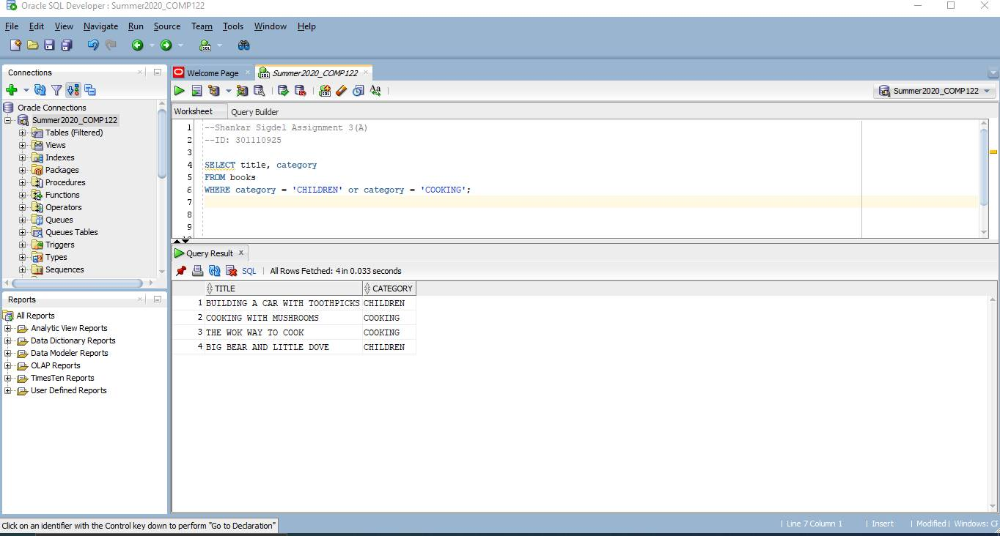 Oracle SQL Developer : Summer2020_COMP122
File Edit View Navigate Run Source Team Tools Window Help
Connections
Oracle Connections
Summer2020_COMP122
Tables (Filtered)
Views
Indexes
Packages
Procedures
Functions
Operators
Queues
Queues Tables
Triggers
Types
Sequences
Reports
All Reports
Analytic View Reports
Data Dictionary Reports
Data Modeler Reports
OLAP Reports
TimesTen Reports
User Defined Reports
Welcome Page Summer2020_COMP122
Summer2020_COMP122
Worksheet Query Builder
1 --Shankar Sigdel Assignment 3(A)
2 --ID: 301110925
3
4 SELECT title, category
5 FROM books
6 WHERE category = 'CHILDREN' or category = 'COOKING';
7
8
9
Query Result
SQL | All Rows Fetched: 4 in 0.033 seconds
TITLE CATEGORY
1 BUILDING A CAR WITH TOOTHPICKS CHILDREN
2 COOKING WITH MUSHROOMS COOKING
3 THE WOK WAY TO COOK COOKING
4 BIG BEAR AND LITTLE DOVE CHILDREN
Click on an identifier with the Control key down to perform "Go to Declaration"
| Line 7 Column 1 | Insert | Modified | Windows: